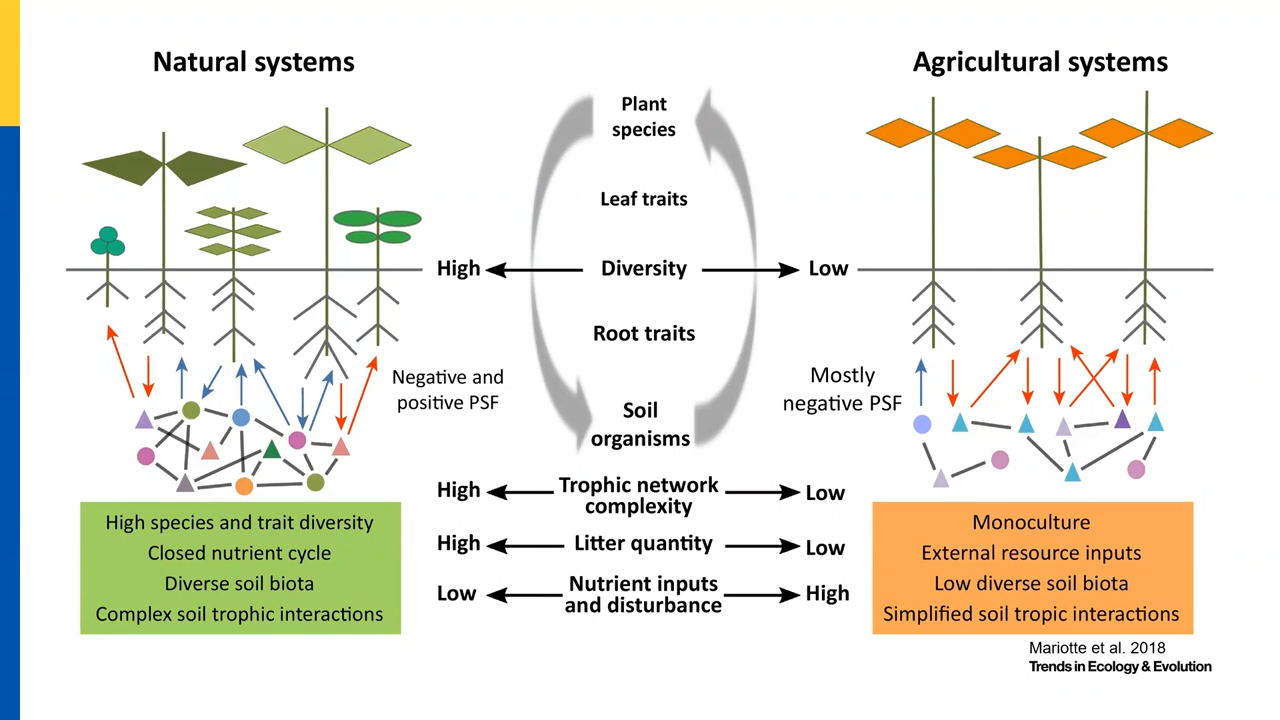 Natural systems
Agricultural systems
Plant
species
Leaf traits
High
Diversity
Low
Root traits
Negative and
positive PSF
Mostly
negative PSF
Soil
organisms
High
Trophic network
complexity
Low
High
Litter quantity
Low
Low
Nutrient inputs
and disturbance
High
High species and trait diversity
Closed nutrient cycle
Diverse soil biota
Complex soil trophic interactions
Monoculture
External resource inputs
Low diverse soil biota
Simplified soil tropic interactions
Mariotte et al. 2018
Trends in Ecology & Evolution